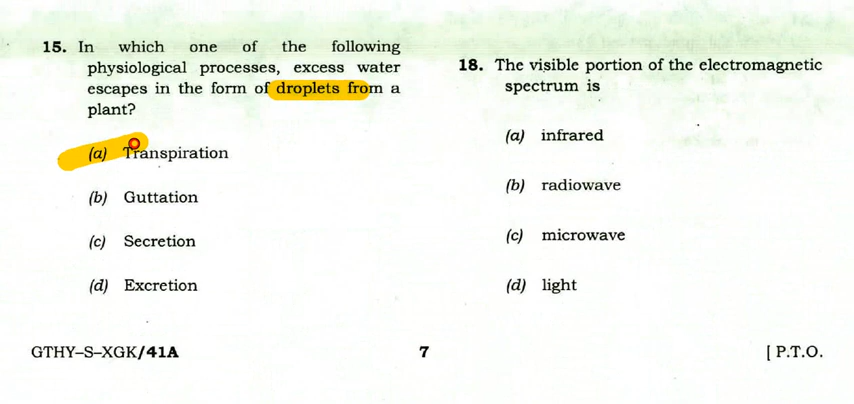 15. In which one of the following
physiological processes, excess water
escapes in the form of droplets from a
plant?
(a) Transpiration
(b) Guttation
(c) Secretion
(d) Excretion
18. The visible portion of the electromagnetic
spectrum is
(a) infrared
(b) radiowave
(c) microwave
(d) light
GTHY–S–XGK/41A
7
[ P.T.O.